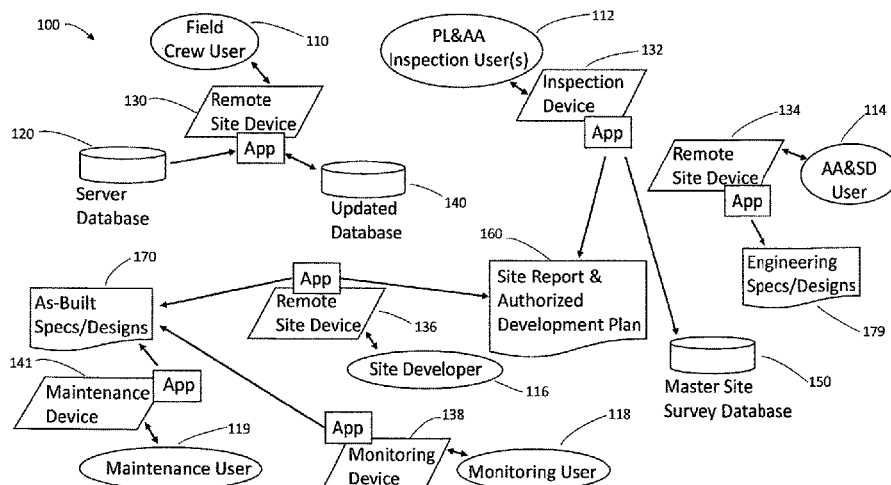 100
Field
Crew User
110
PL&AA
Inspection User(s)
112
130
Remote
Site Device
App
132
Inspection
Device
App
120
Server
Database
140
Updated
Database
134
Remote
Site Device
App
114
AA&SD
User
170
As-Built
Specs/Designs
App
Remote
Site Device
136
160
Site Report &
Authorized
Development Plan
Engineering
Specs/Designs
179
141
Maintenance
Device
App
Site Developer
116
Master Site
Survey Database
150
119
Maintenance User
App
138
Monitoring
Device
118
Monitoring User